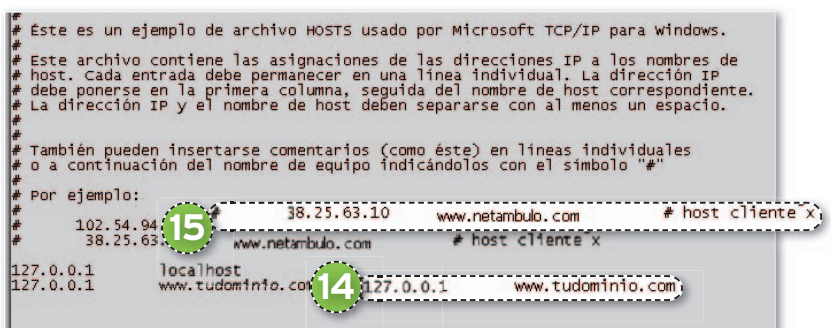 #
# Éste es un ejemplo de archivo HOSTS usado por Microsoft TCP/IP para Windows.
#
# Este archivo contiene las asignaciones de las direcciones IP a los nombres de
# host. Cada entrada debe permanecer en una línea individual. La dirección IP
# debe ponerse en la primera columna, seguida del nombre de host correspondiente.
# La dirección IP y el nombre de host deben separarse con al menos un espacio.
#
#
# También pueden insertarse comentarios (como éste) en líneas individuales
# o a continuación del nombre de equipo indicándolos con el símbolo "#"
#
# Por ejemplo:
#
15 # 38.25.63.10 www.netambulo.com # host cliente x
# 102.54.94
# 38.25.63 www.netambulo.com # host cliente x
127.0.0.1 localhost
127.0.0.1 www.tudominio.com
14 127.0.0.1 www.tudominio.com